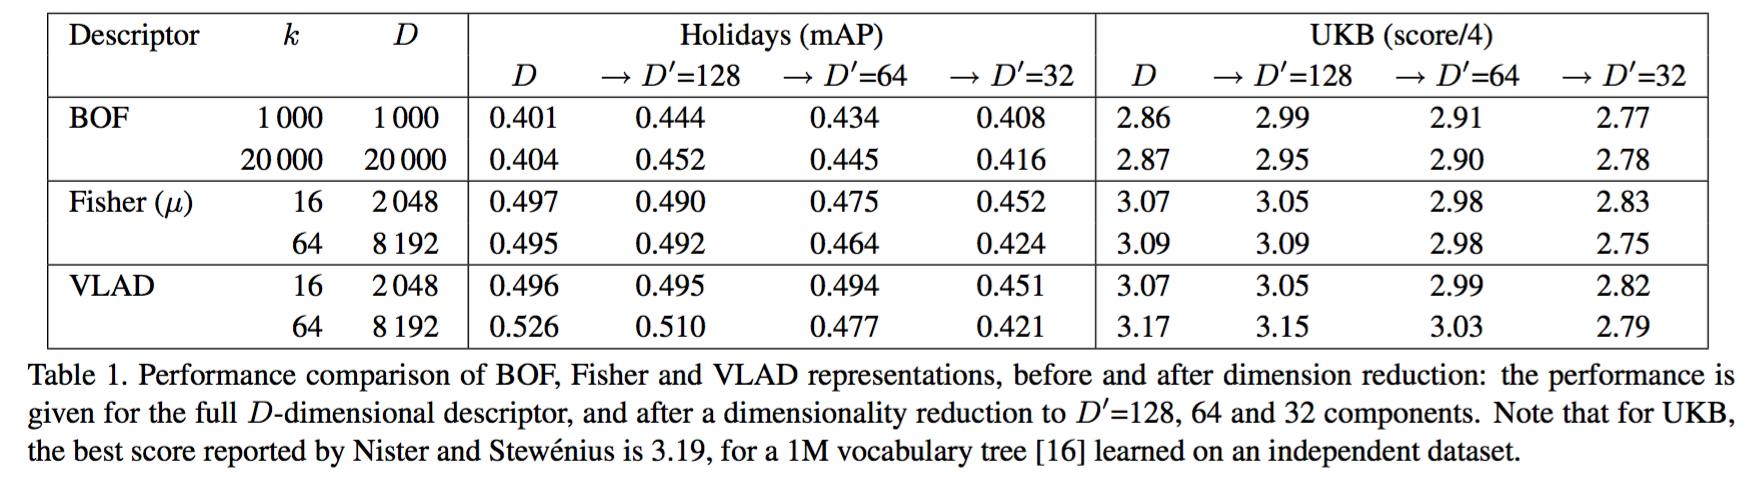 Descriptor k D Holidays (mAP) UKB (score/4)
D → D′=128 → D′=64 → D′=32 D → D′=128 → D′=64 → D′=32
BOF 1 000 1 000 0.401 0.444 0.434 0.408 2.86 2.99 2.91 2.77
20 000 20 000 0.404 0.452 0.445 0.416 2.87 2.95 2.90 2.78
Fisher (μ) 16 2 048 0.497 0.490 0.475 0.452 3.07 3.05 2.98 2.83
64 8 192 0.495 0.492 0.464 0.424 3.09 3.09 2.98 2.75
VLAD 16 2 048 0.496 0.495 0.494 0.451 3.07 3.05 2.99 2.82
64 8 192 0.526 0.510 0.477 0.421 3.17 3.15 3.03 2.79
Table 1. Performance comparison of BOF, Fisher and VLAD representations, before and after dimension reduction: the performance is
given for the full D-dimensional descriptor, and after a dimensionality reduction to D′=128, 64 and 32 components. Note that for UKB,
the best score reported by Nister and Stewénius is 3.19, for a 1M vocabulary tree [16] learned on an independent dataset.